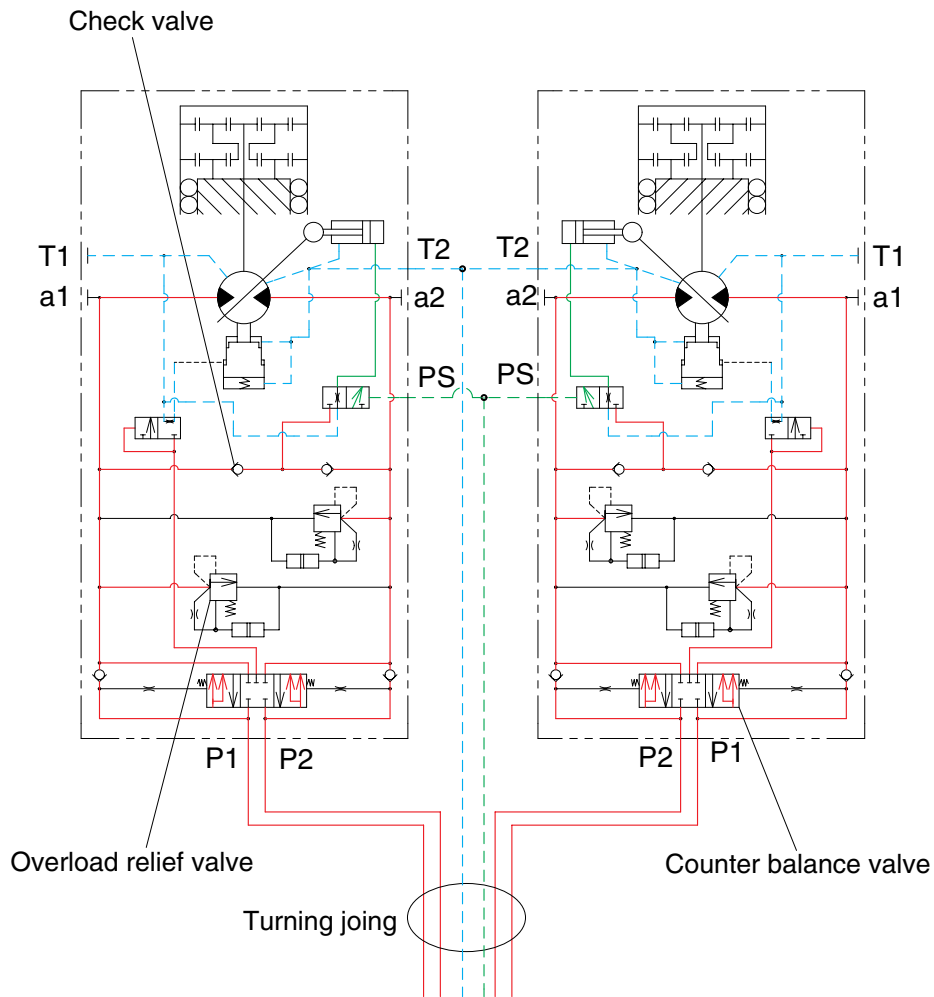 Check valve
T1
T2
T2
T1
a1
a2
a2
a1
PS
PS
P1
P2
P2
P1
Overload relief valve
Counter balance valve
Turning joing